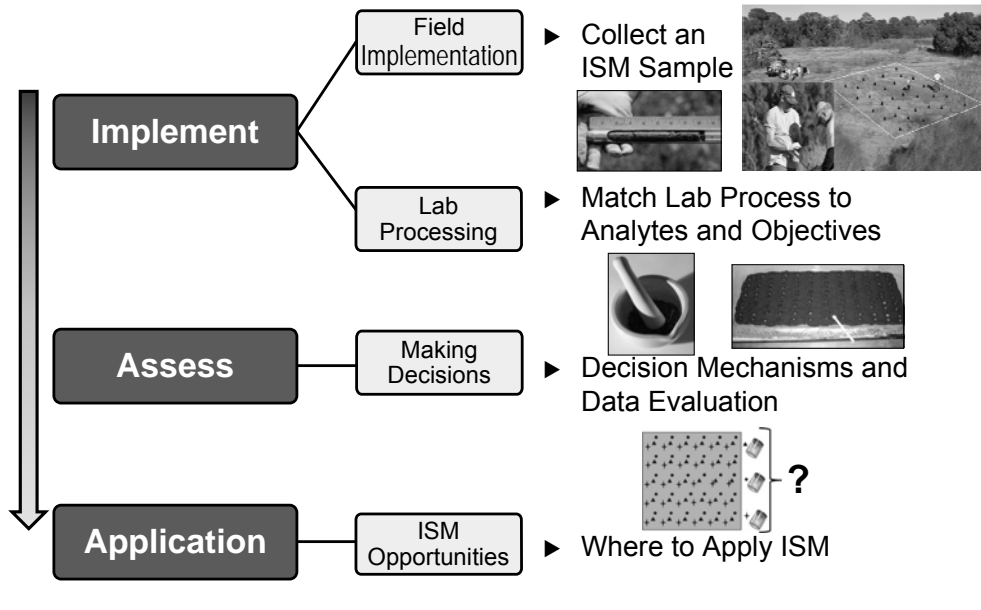 Implement
Field
Implementation
► Collect an
ISM Sample
Lab
Processing
► Match Lab Process to
Analytes and Objectives
Assess
Making
Decisions
► Decision Mechanisms and
Data Evaluation
?
Application
ISM
Opportunities
► Where to Apply ISM